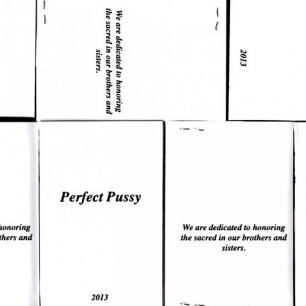 We are dedicated to honoring
the sacred in our brothers and
sisters.
2013
honoring
thers and
Perfect Pussy
2013
We are dedicated to honoring
the sacred in our brothers and
sisters.